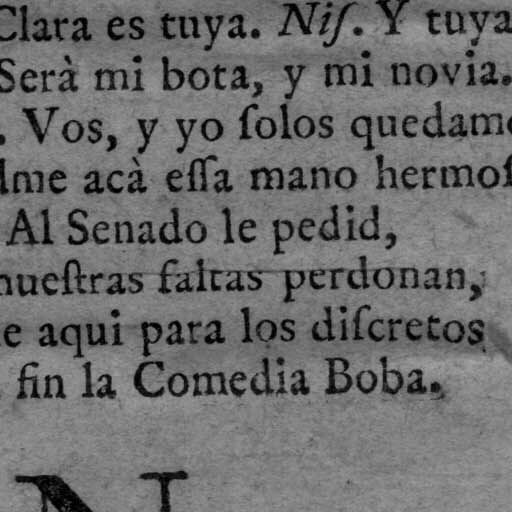 Clara es tuya. Niſ. Y tuya
Serà mi bota, y mi novia.
. Vos, y yo ſolos quedam
dme acà eſſa mano hermoſ
Al Senado le pedid,
nueſtras faltas perdonan,
e aqui para los diſcretos
fin la Comedia Boba.
N